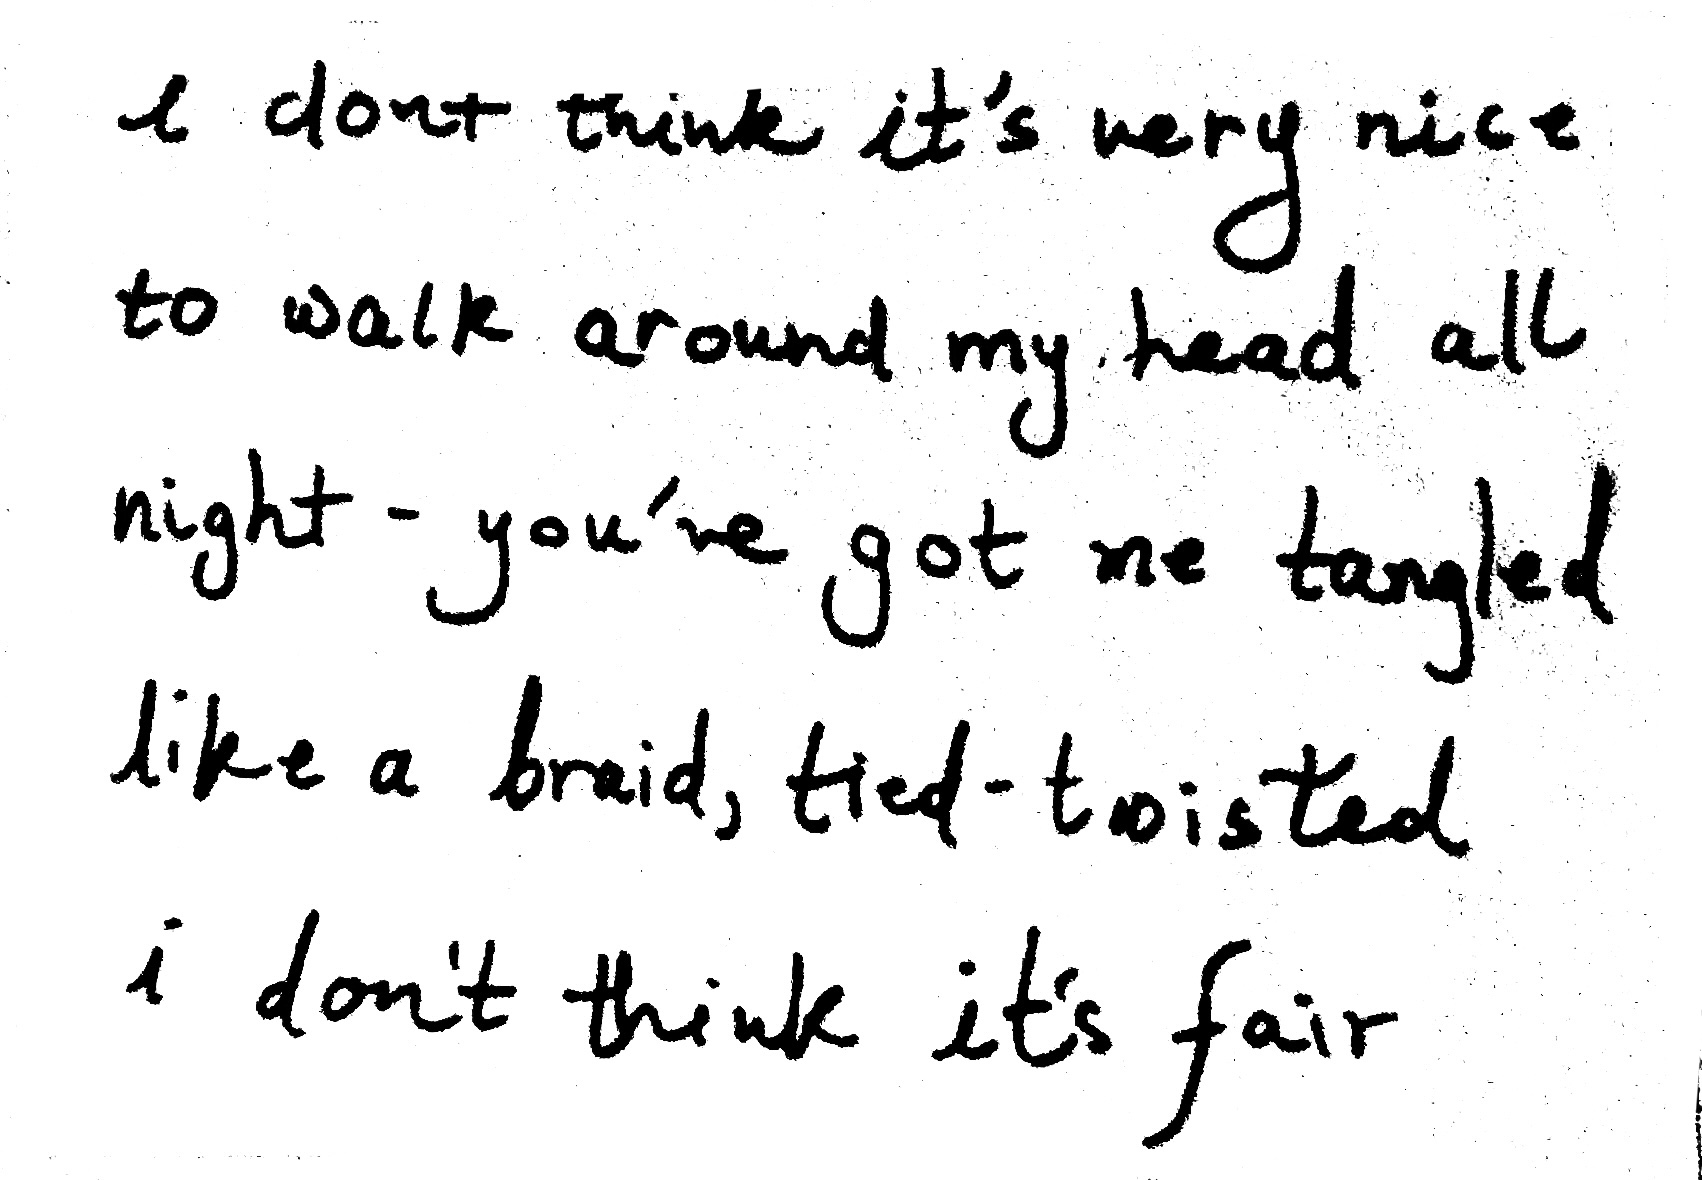 i dont think it's very nice
to walk around my head all
night - you've got me tangled
like a braid, tied-twisted
i don't think it's fair